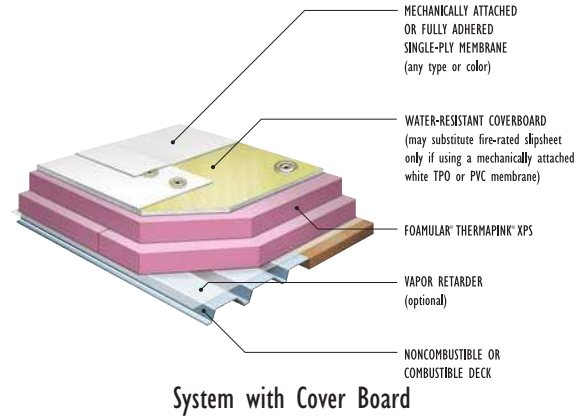 MECHANICALLY ATTACHED
OR FULLY ADHERED
SINGLE-PLY MEMBRANE
(any type or color)
WATER-RESISTANT COVERBOARD
(may substitute fire-rated slipsheet
only if using a mechanically attached
white TPO or PVC membrane)
FOAMULAR® THERMAPINK® XPS
VAPOR RETARDER
(optional)
NONCOMBUSTIBLE OR
COMBUSTIBLE DECK
System with Cover Board